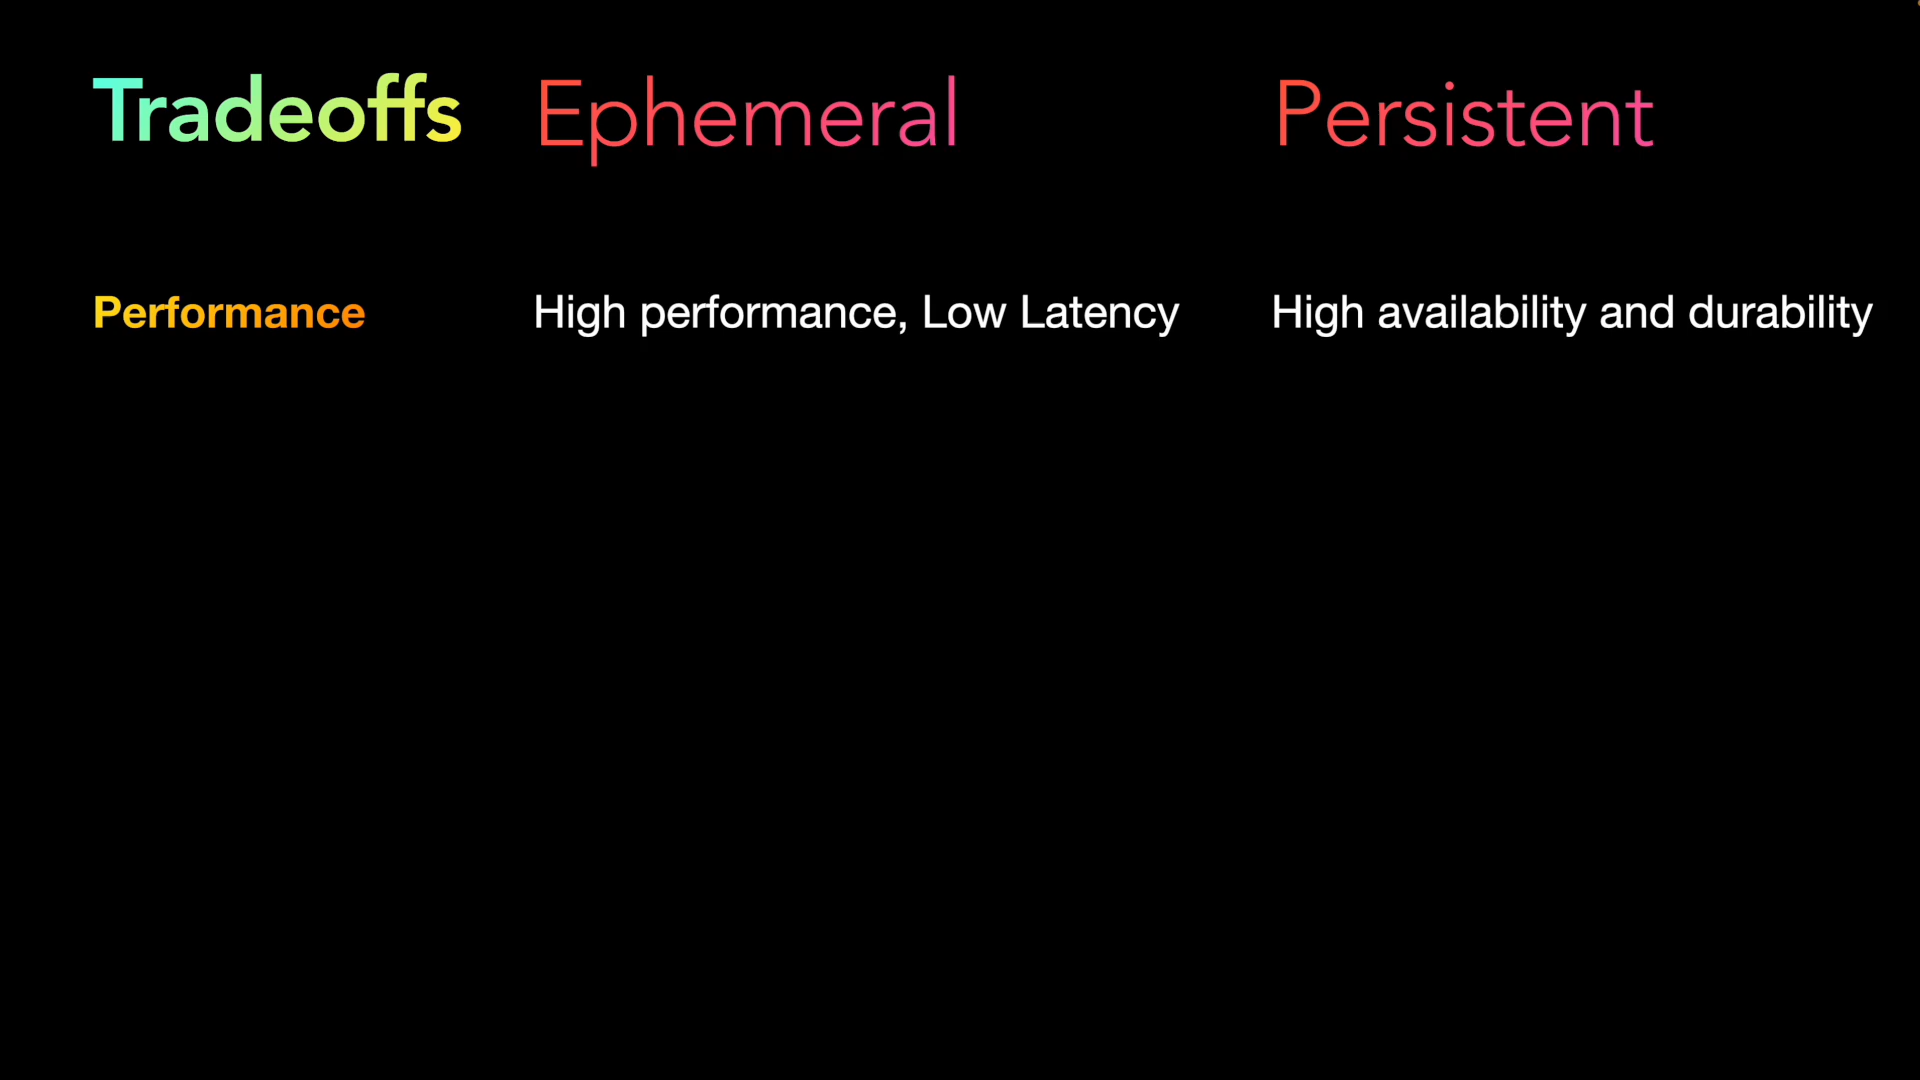 Tradeoffs Ephemeral Persistent
Performance High performance, Low Latency High availability and durability